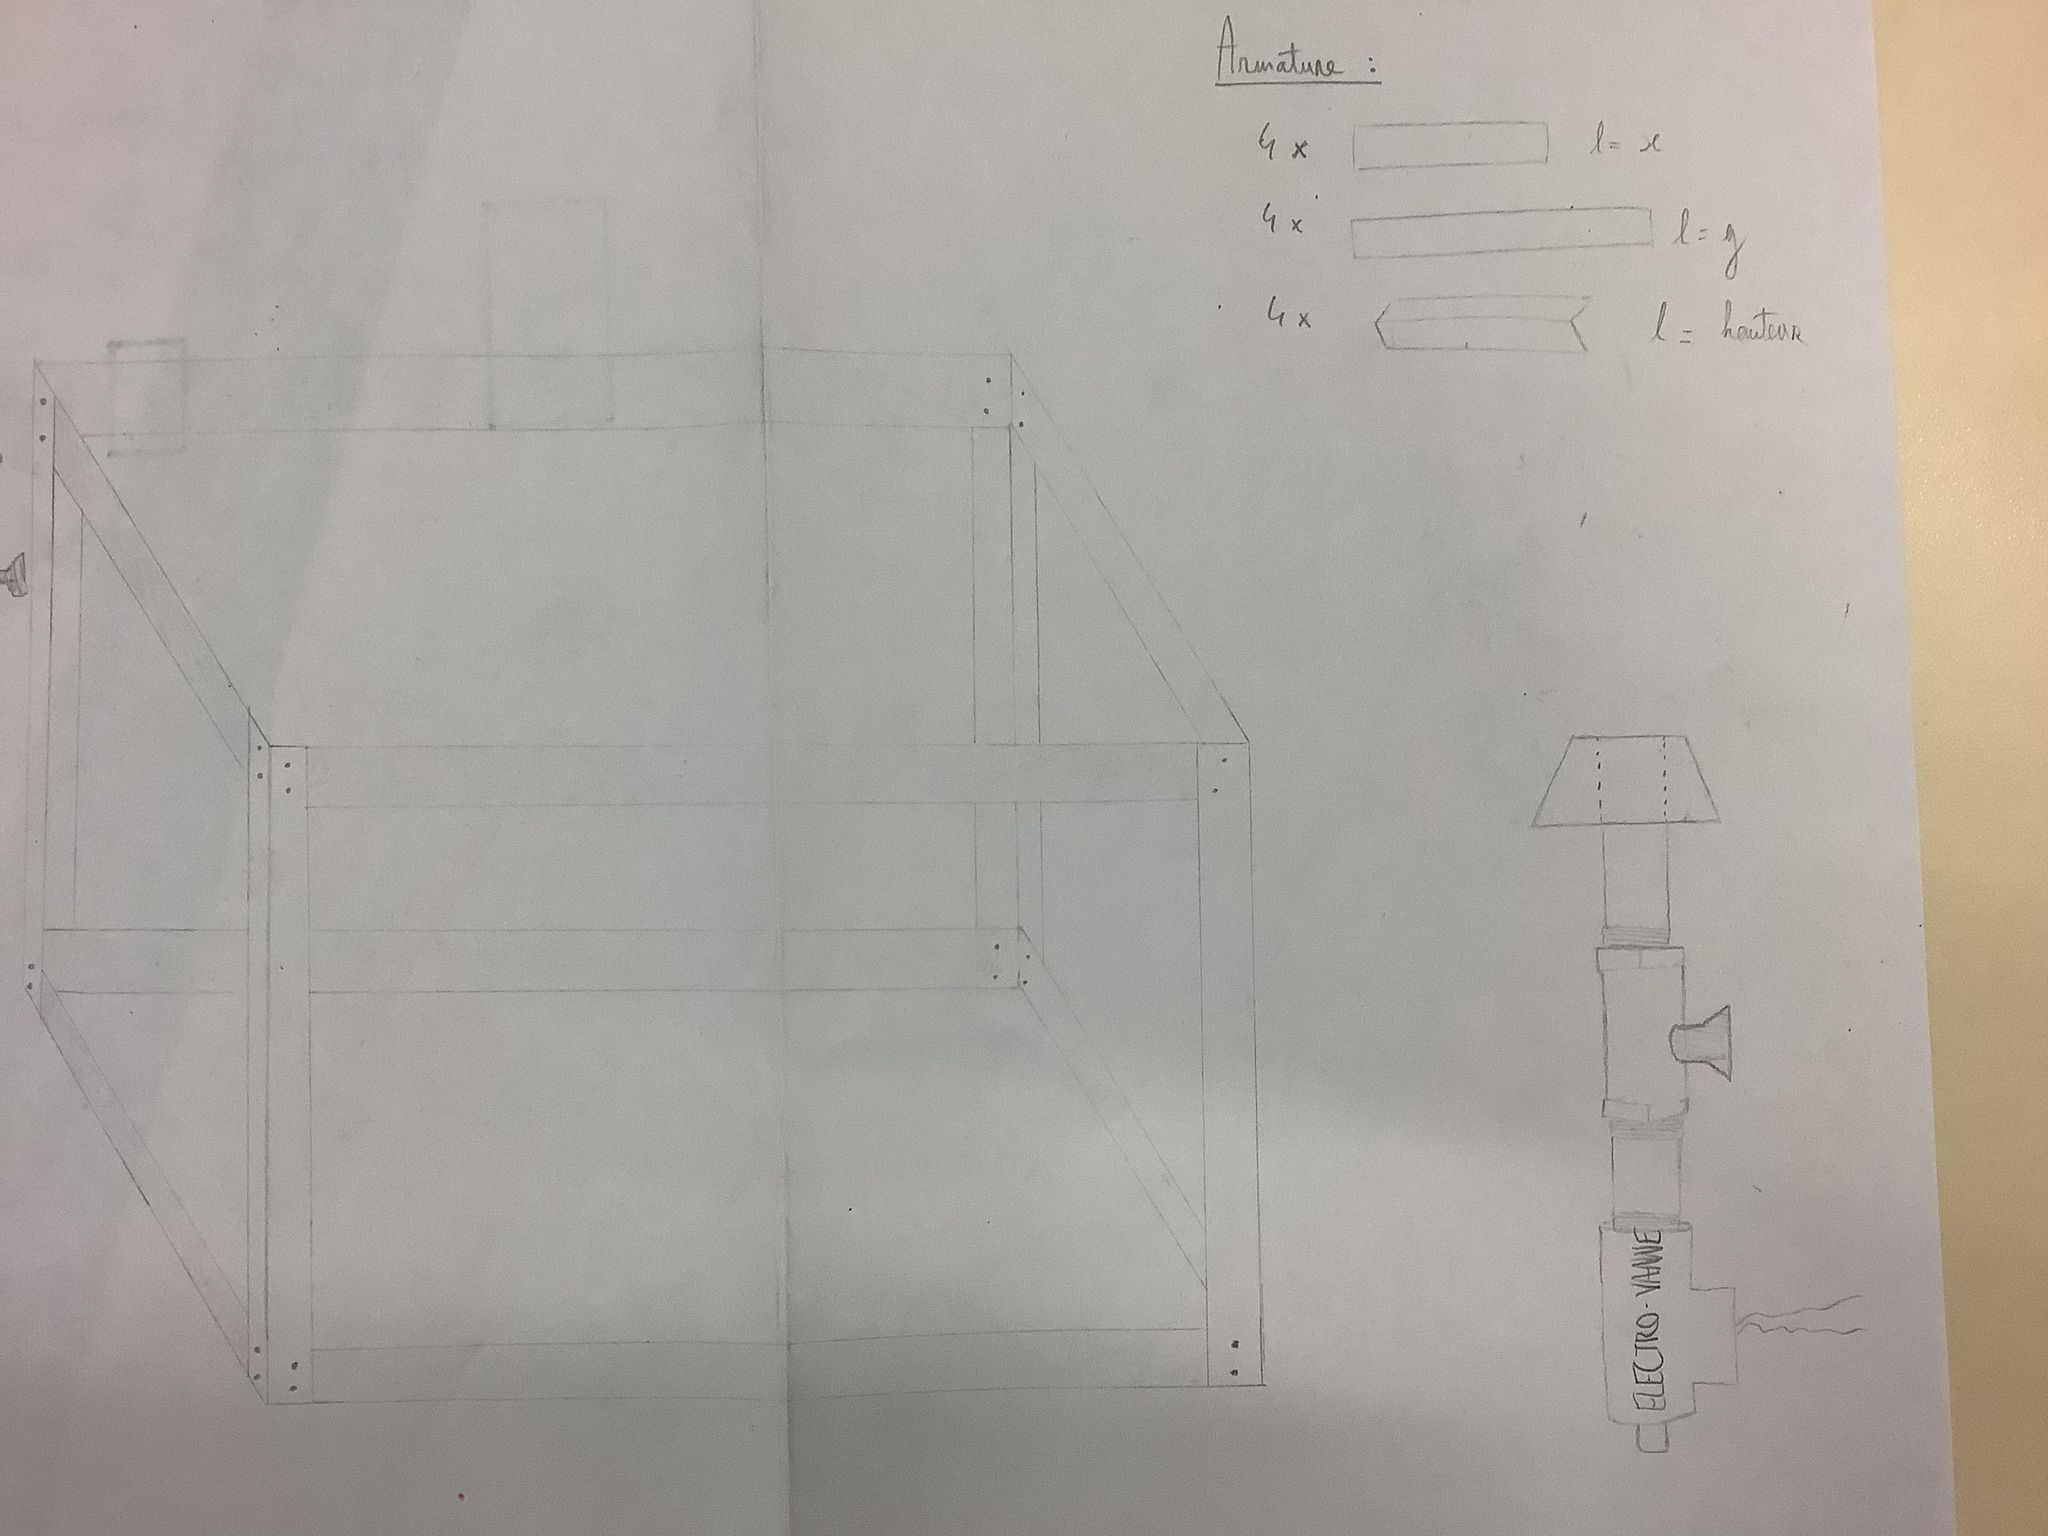 Armature :
4 x l = x
4 x l = y
4 x l = hauteur
ELECTRO-VANNE